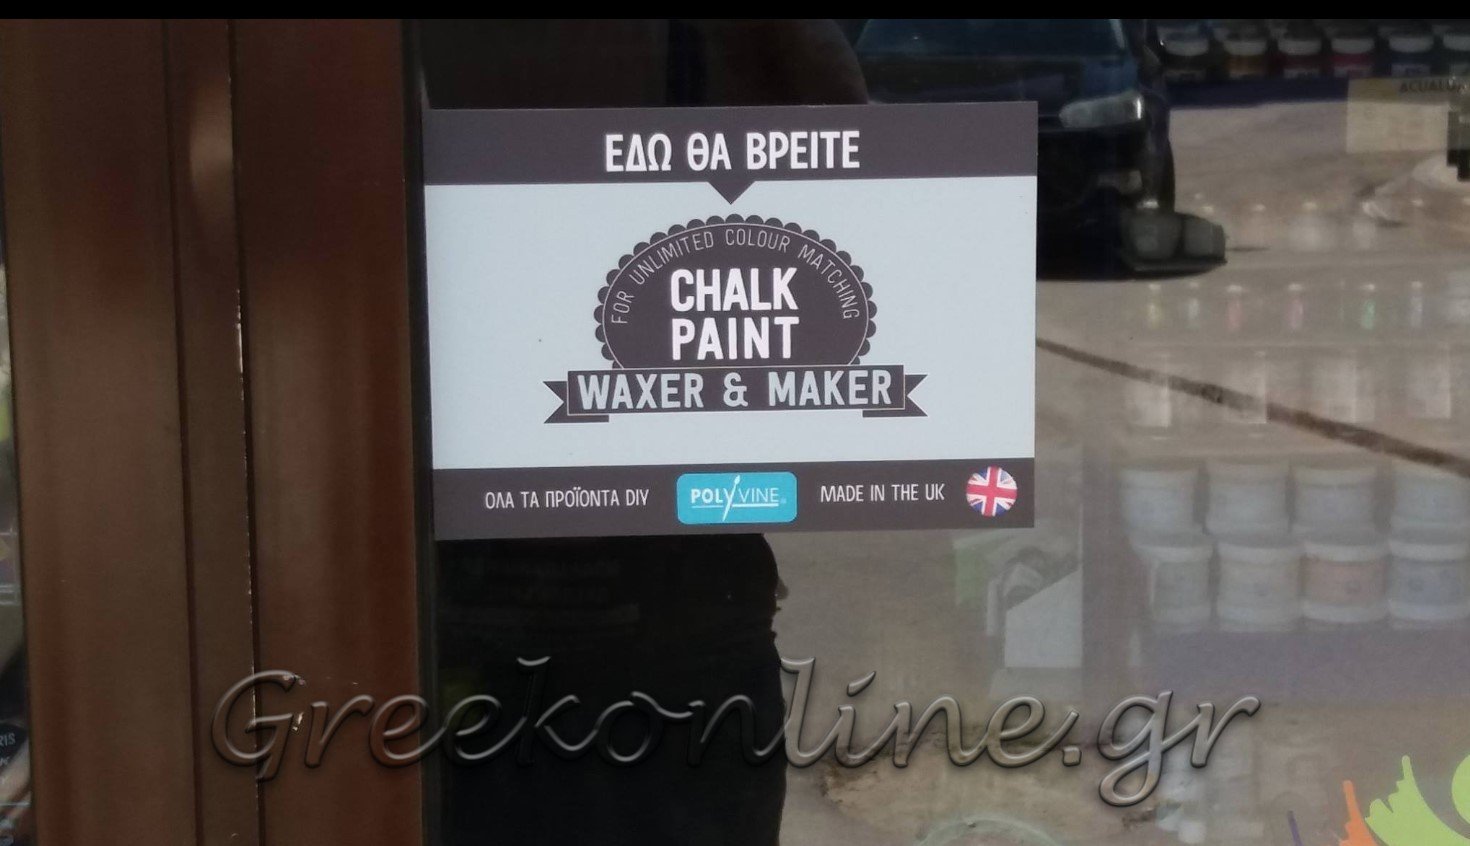 ΕΔΩ ΘΑ ΒΡΕΙΤΕ
FOR UNLIMITED COLOUR MATCHING
CHALK
PAINT
WAXER & MAKER
ΟΛΑ ΤΑ ΠΡΟΪΟΝΤΑ DIY
POLYVINE
MADE IN THE UK
Greekonline.gr